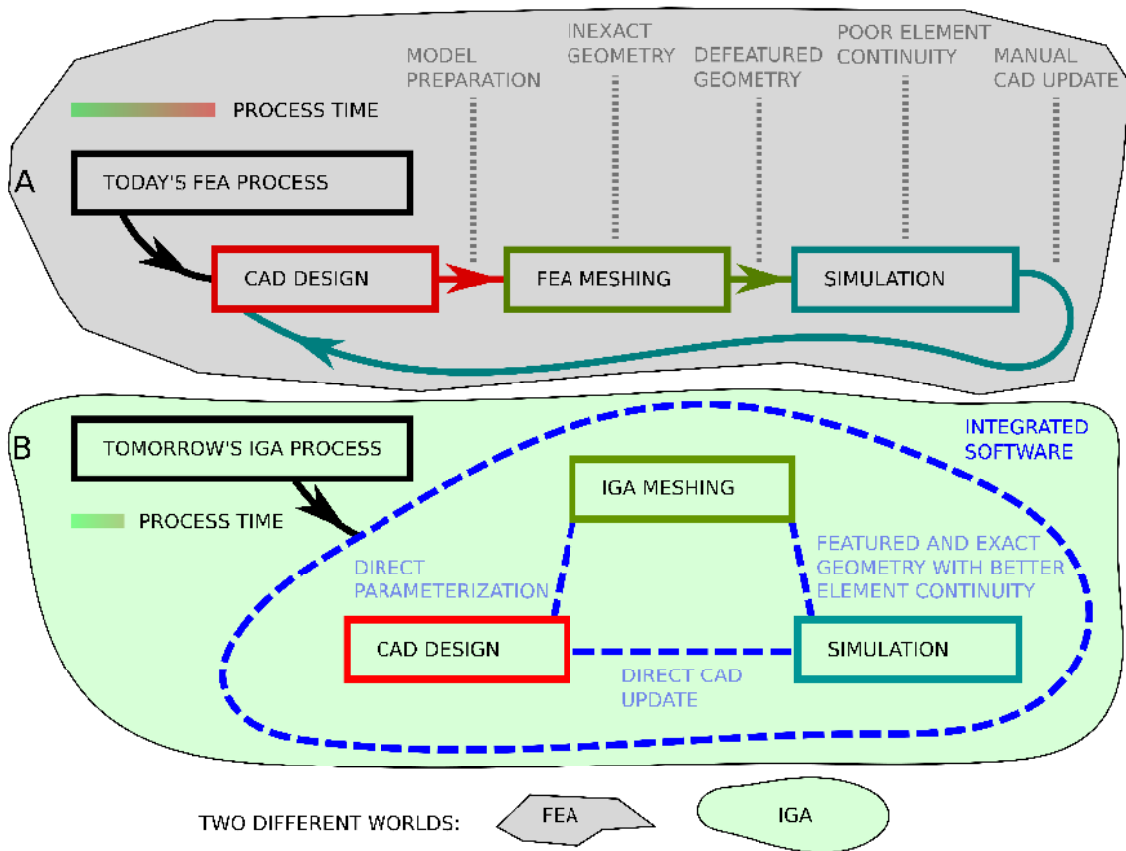 MODEL
PREPARATION
INEXACT
GEOMETRY
DEFEATURED
GEOMETRY
POOR ELEMENT
CONTINUITY
MANUAL
CAD UPDATE
PROCESS TIME
A
TODAY'S FEA PROCESS
CAD DESIGN
FEA MESHING
SIMULATION
B
TOMORROW'S IGA PROCESS
INTEGRATED
SOFTWARE
PROCESS TIME
IGA MESHING
DIRECT
PARAMETERIZATION
FEATURED AND EXACT
GEOMETRY WITH BETTER
ELEMENT CONTINUITY
CAD DESIGN
SIMULATION
DIRECT CAD
UPDATE
TWO DIFFERENT WORLDS:
FEA
IGA